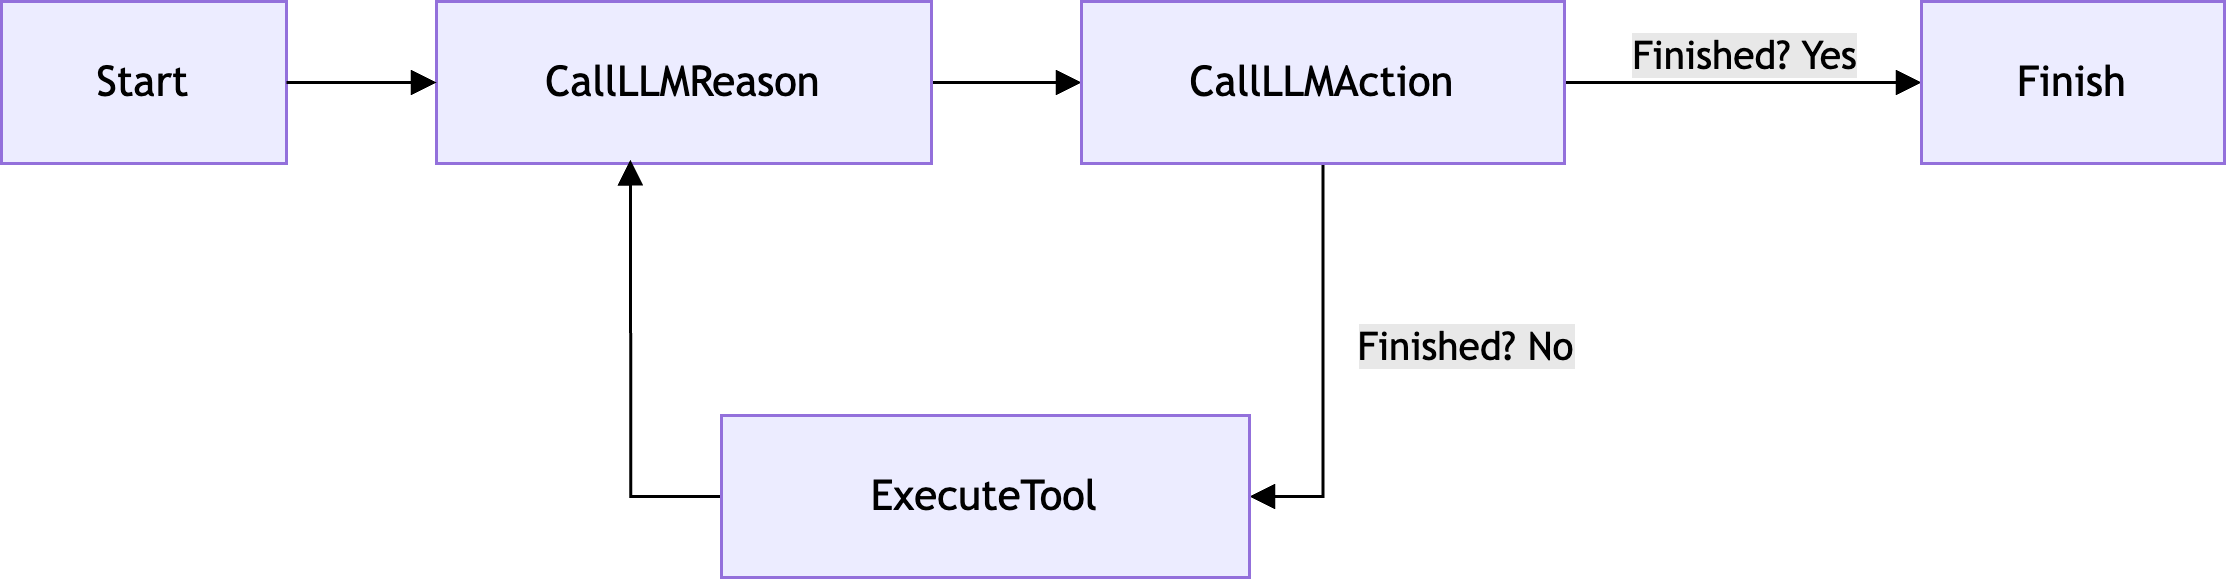 Start
CallLLMReason
CallLLMAction
Finished? Yes
Finish
Finished? No
ExecuteTool